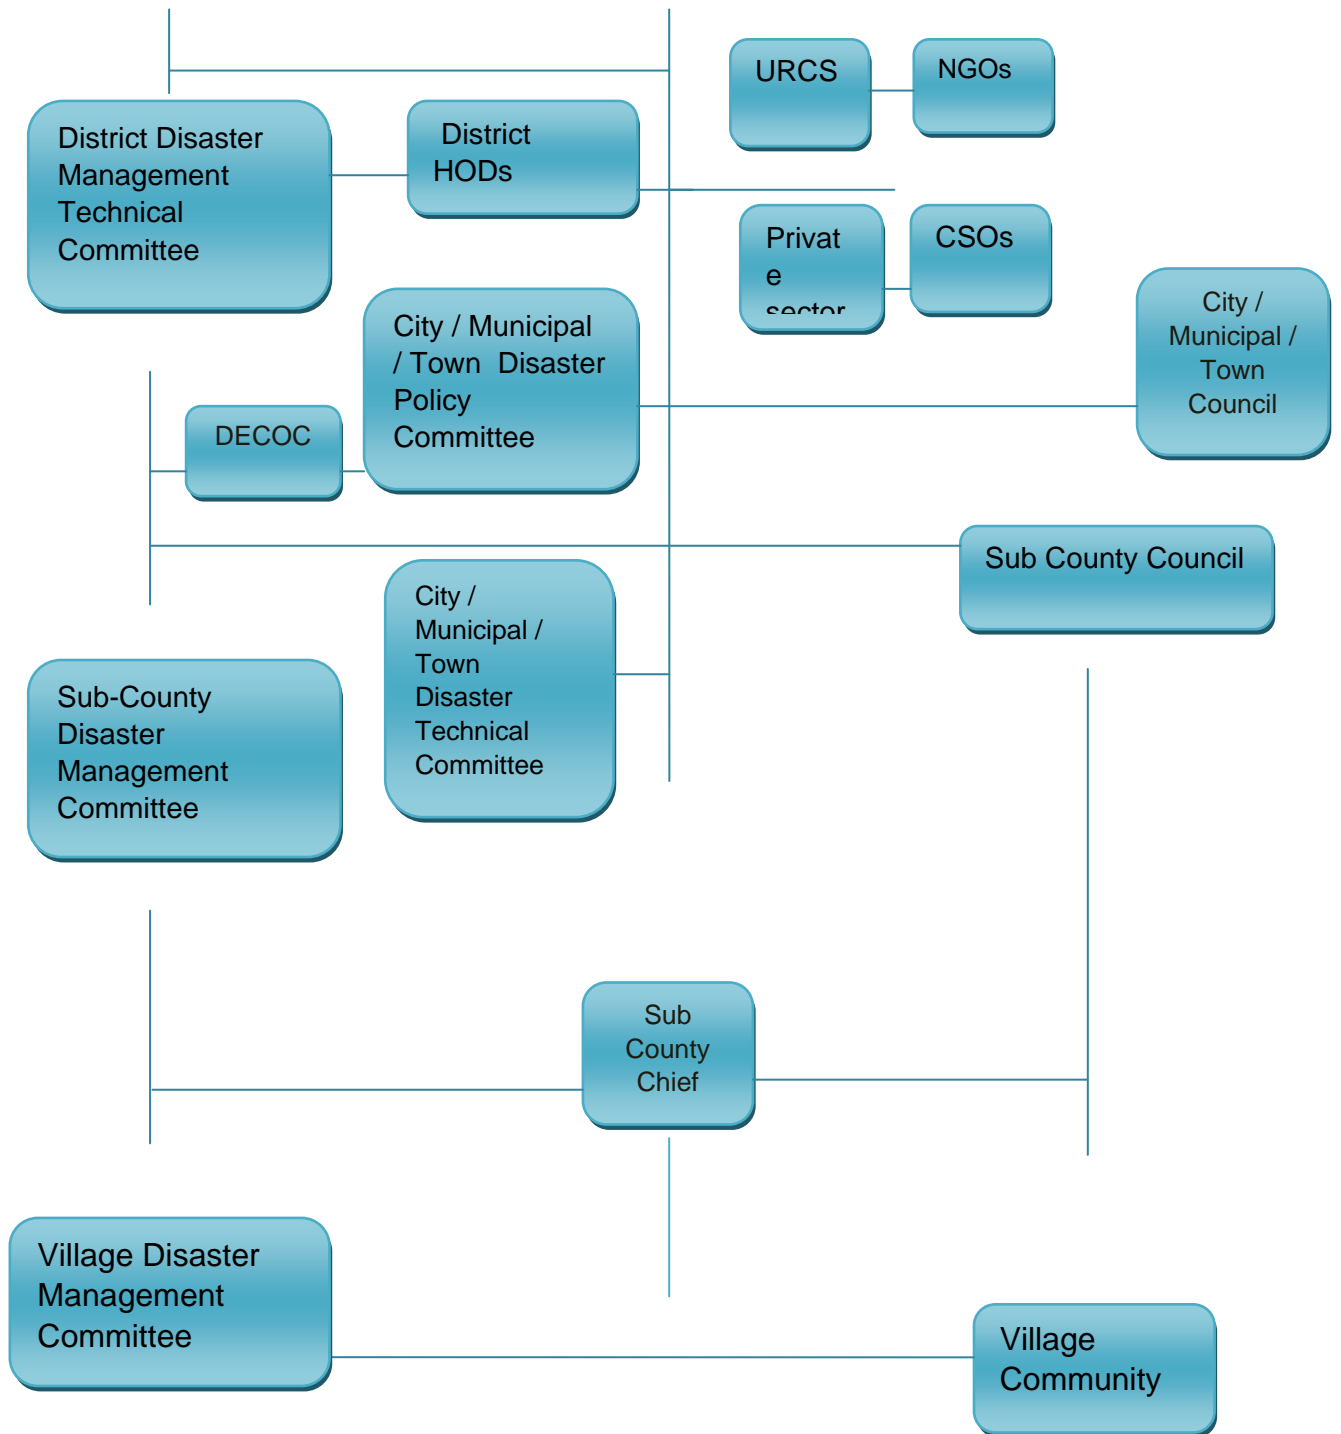 URCS
NGOs
District Disaster
Management
Technical
Committee
District
HODs
Privat
e
sector
CSOs
City / Municipal
/ Town  Disaster
Policy
Committee
City /
Municipal /
Town
Council
DECOC
Sub County Council
City /
Municipal /
Town
Disaster
Technical
Committee
Sub-County
Disaster
Management
Committee
Sub
County
Chief
Village Disaster
Management
Committee
Village
Community